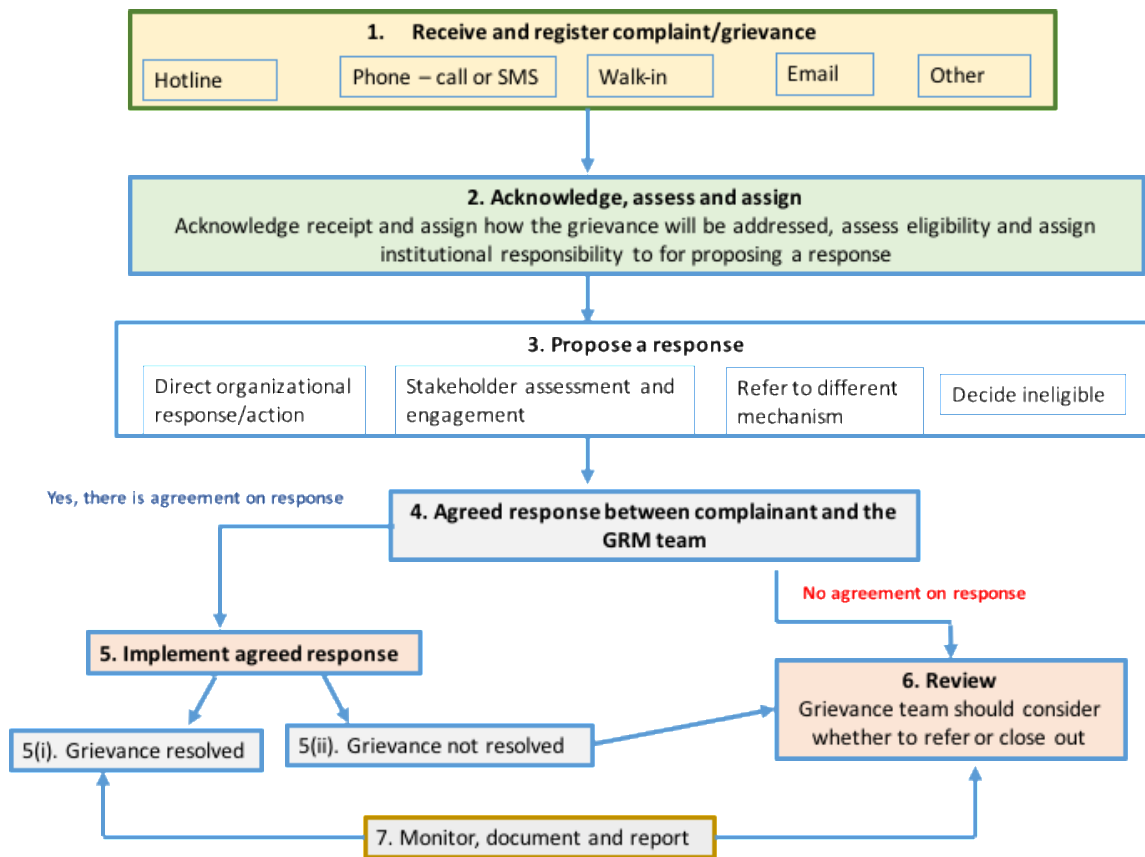 1. Receive and register complaint/grievance
Hotline
Phone – call or SMS
Walk-in
Email
Other
2. Acknowledge, assess and assign
Acknowledge receipt and assign how the grievance will be addressed, assess eligibility and assign
institutional responsibility to for proposing a response
3. Propose a response
Direct organizational
response/action
Stakeholder assessment and
engagement
Refer to different
mechanism
Decide ineligible
Yes, there is agreement on response
4. Agreed response between complainant and the
GRM team
No agreement on response
5. Implement agreed response
6. Review
Grievance team should consider
whether to refer or close out
5(i). Grievance resolved
5(ii). Grievance not resolved
7. Monitor, document and report